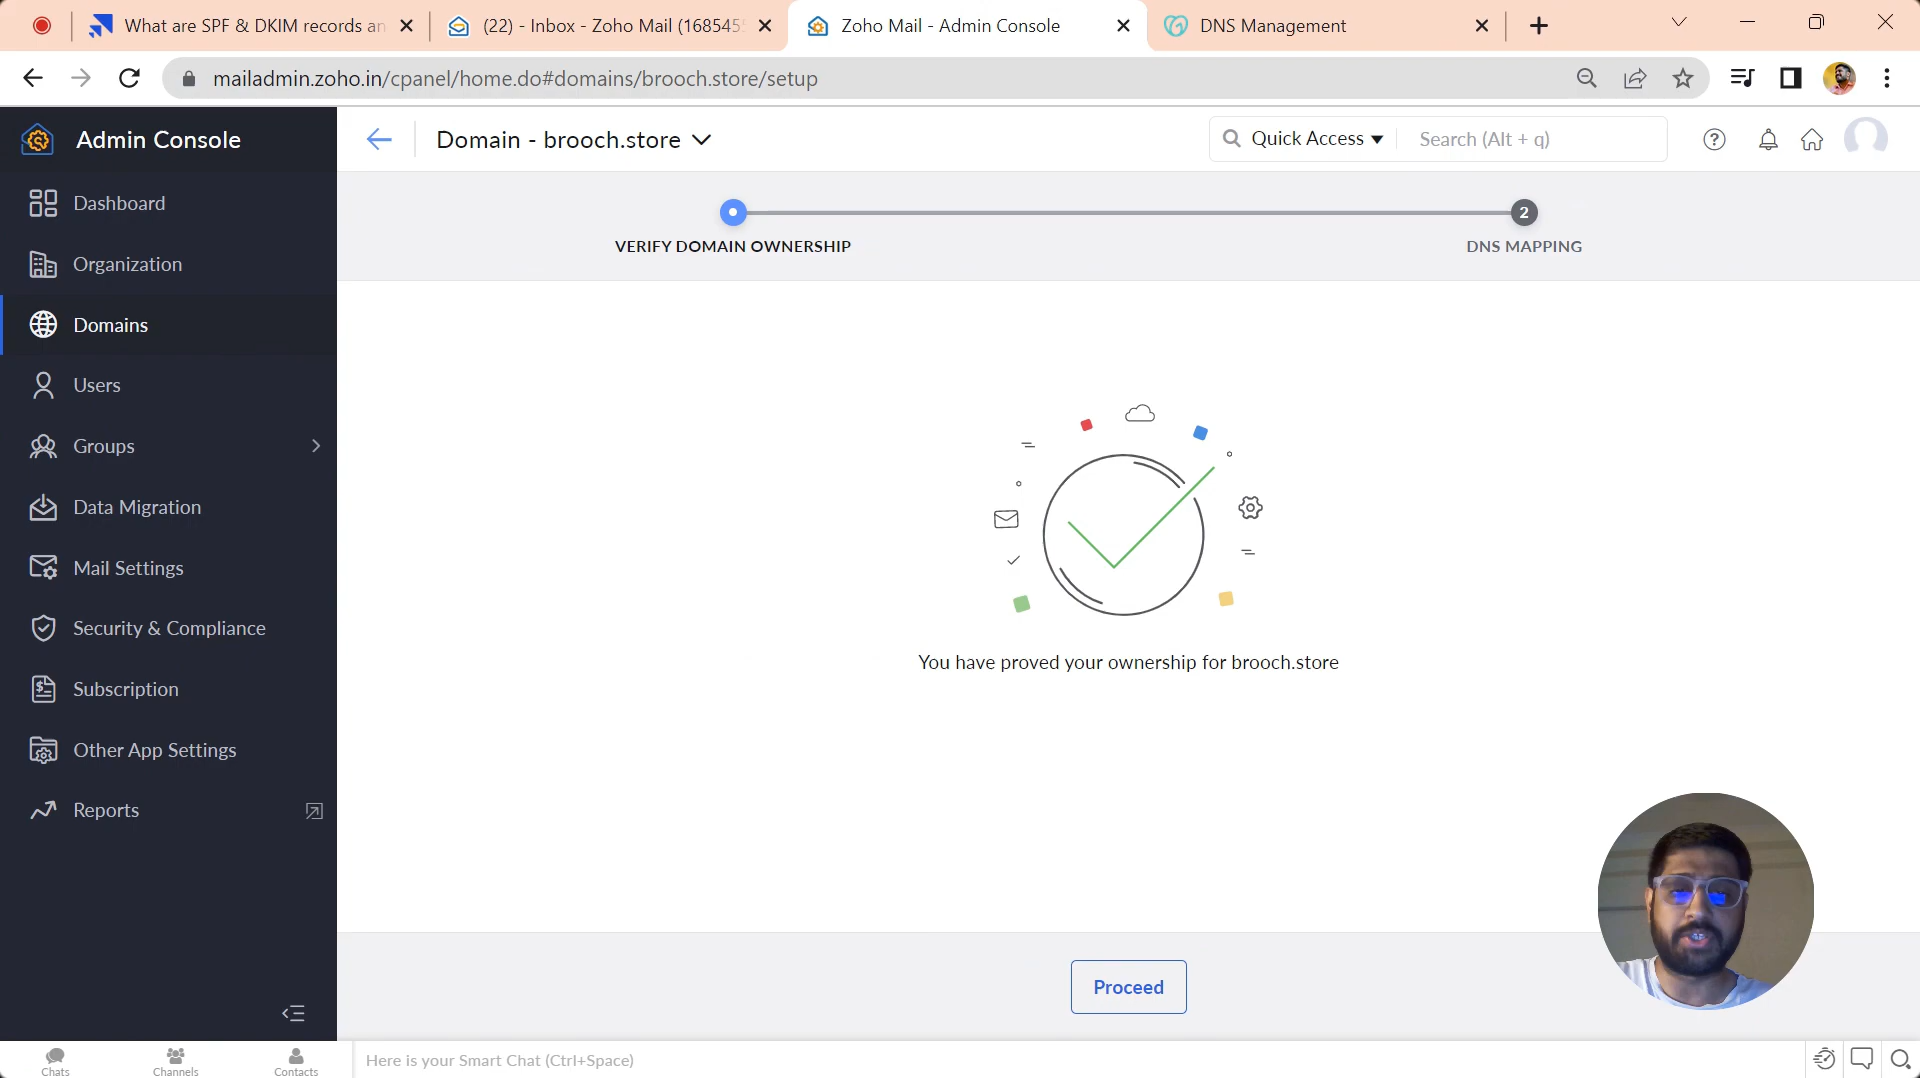 What are SPF & DKIM records an
(22) - Inbox - Zoho Mail (168545
Zoho Mail - Admin Console
DNS Management
mailadmin.zoho.in/cpanel/home.do#domains/brooch.store/setup
Admin Console
Domain - brooch.store
Quick Access
Search (Alt + q)
Dashboard
Organization
Domains
Users
Groups
Data Migration
Mail Settings
Security & Compliance
Subscription
Other App Settings
Reports
2
VERIFY DOMAIN OWNERSHIP
DNS MAPPING
You have proved your ownership for brooch.store
Proceed
Chats
Channels
Contacts
Here is your Smart Chat (Ctrl+Space)